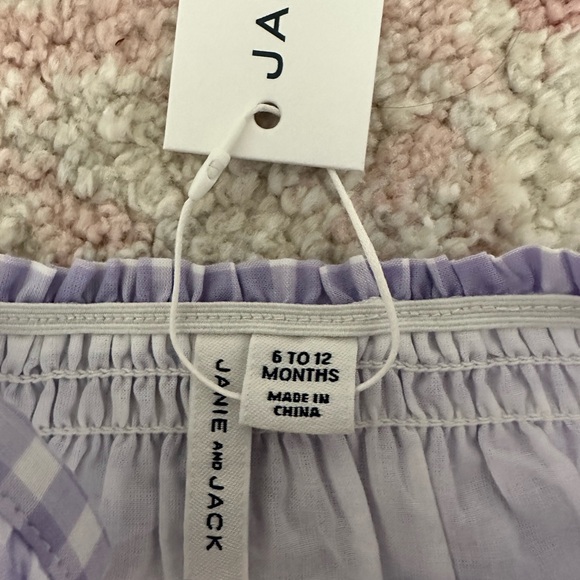 JA
6 TO 12
MONTHS
MADE IN
CHINA
JANIE AND JACK